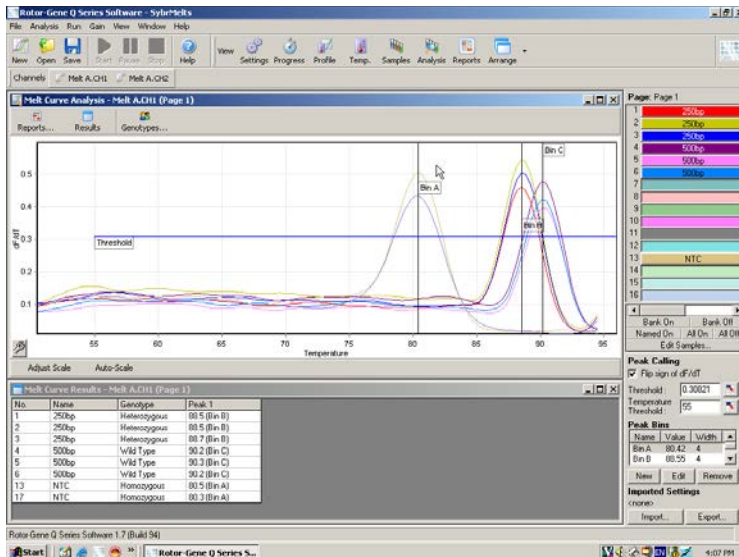 Rotor-Gene Q Series Software - SybrMelts
File Analysis Run Gain View Window Help
New Open Save Start Pause Stop Help View Settings Progress Profile Temp. Samples Analysis Reports Arrange
Channels Melt A.CH1 Melt A.CH2
Melt Curve Analysis - Melt A.CH1 (Page 1)
Reports... Results Genotypes...
Bin C
Bin A
Bin B
Threshold
dF/dT
0.5
0.4
0.3
0.2
0.1
55 60 65 70 75 80 85 90 95
Temperature
Adjust Scale Auto-Scale
Melt Curve Results - Melt A.CH1 (Page 1)
No. Name Genotype Peak 1
1 250bp Heterozygous 88.5 (Bin B)
2 250bp Heterozygous 88.5 (Bin B)
3 250bp Heterozygous 88.7 (Bin B)
4 500bp Wild Type 90.2 (Bin C)
5 500bp Wild Type 90.3 (Bin C)
6 500bp Wild Type 90.2 (Bin C)
13 NTC Homozygous 80.5 (Bin A)
17 NTC Homozygous 80.3 (Bin A)
Page: Page 1
1 250bp
2 250bp
3 250bp
4 500bp
5 500bp
6 500bp
7
8
9
10
11
12
13 NTC
14
15
16
Bank On Bank Off
Named On All On All Off
Edit Samples...
Peak Calling
Flip sign of dF/dT
Threshold : 0.30821
Temperature
Threshold : 55
Peak Bins
Name Value Width
Bin A 80.42 4
Bin B 88.55 4
New Edit Remove
Imported Settings
<none>
Import... Export...
Rotor-Gene Q Series Software 1.7 (Build 94)
Start Rotor-Gene Q Series S... EN 4:07 PM